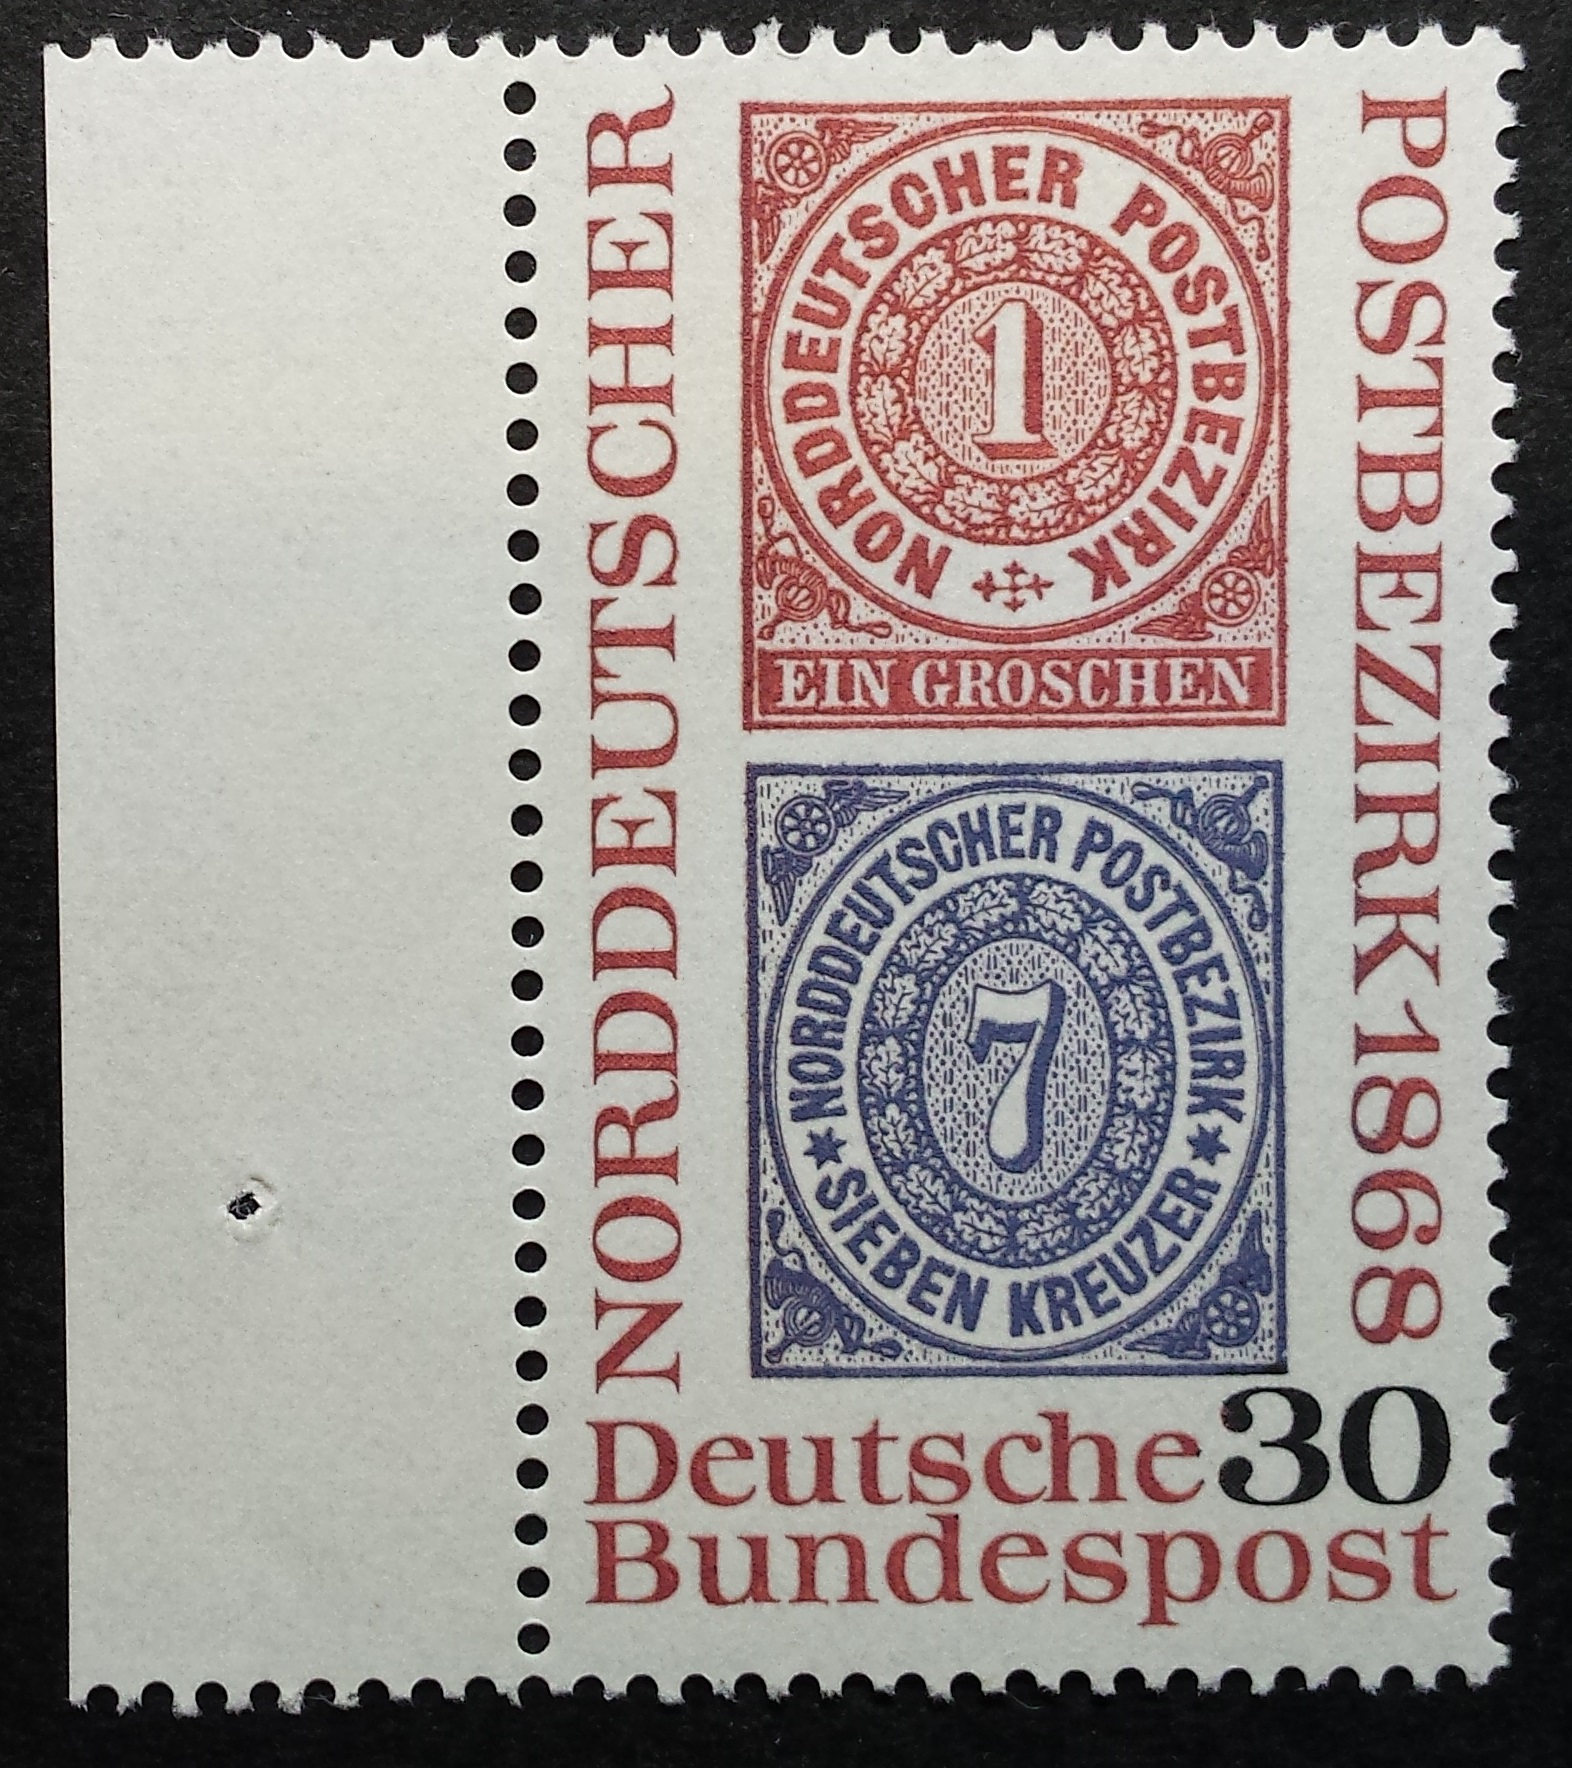 NORDDEUTSCHER
POSTBEZIRK 1868
NORDDEUTSCHER POSTBEZIRK
1
EIN GROSCHEN
NORDDEUTSCHER POSTBEZIRK
7
SIEBEN KREUZER
Deutsche 30
Bundespost